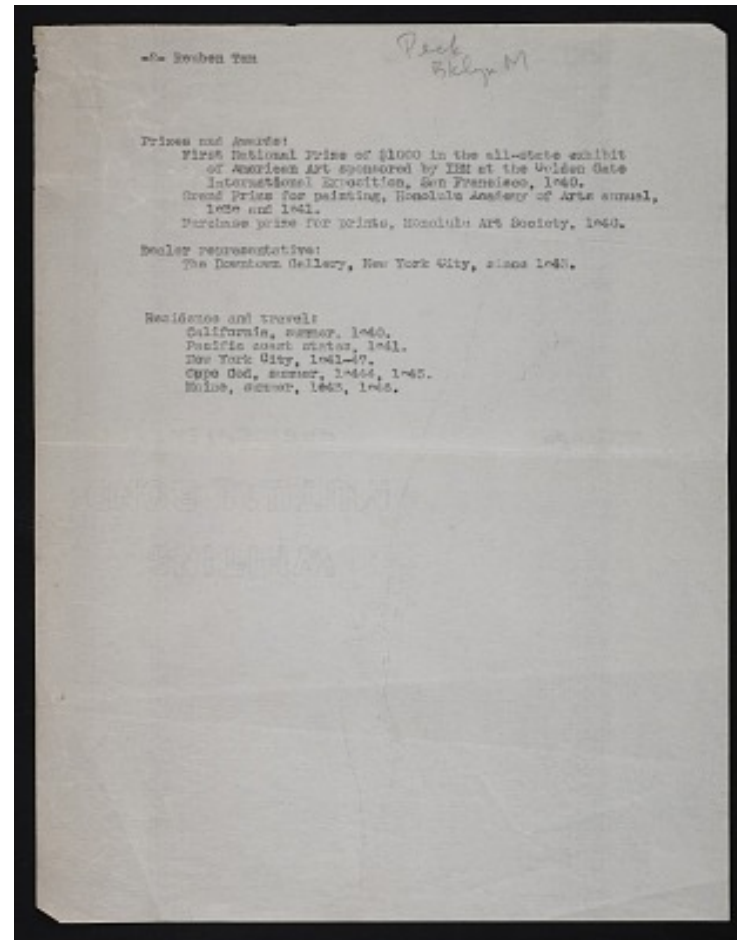 -2- Reuben Tam
Peck
Bklyn M
Prizes and Awards:
First National Prize of $1000 in the all-state exhibit
of American Art sponsored by IBM at the Golden Gate
International Exposition, San Francisco, 1940.
Grand Prize for painting, Honolulu Academy of Arts annual,
1939 and 1941.
Purchase prize for prints, Honolulu Art Society, 1940.
Dealer representative:
The Downtown Gallery, New York City, since 1945.
Residence and travel:
California, summer, 1940.
Pacific coast states, 1941.
New York City, 1941-47.
Cape Cod, summer, 19444, 1945.
Maine, summer,